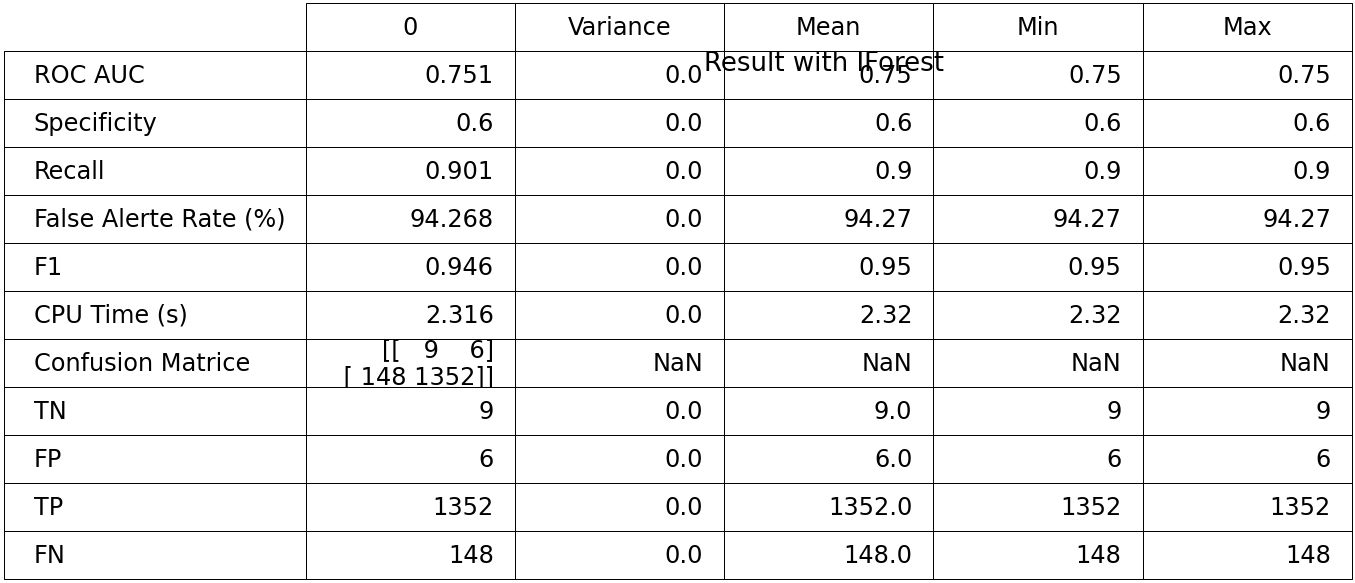 0 Variance Mean Min Max
Result with IForest
ROC AUC 0.751 0.0 0.75 0.75 0.75
Specificity 0.6 0.0 0.6 0.6 0.6
Recall 0.901 0.0 0.9 0.9 0.9
False Alerte Rate (%) 94.268 0.0 94.27 94.27 94.27
F1 0.946 0.0 0.95 0.95 0.95
CPU Time (s) 2.316 0.0 2.32 2.32 2.32
Confusion Matrice [[ 9 6] NaN NaN NaN NaN
[ 148 1352]]
TN 9 0.0 9.0 9 9
FP 6 0.0 6.0 6 6
TP 1352 0.0 1352.0 1352 1352
FN 148 0.0 148.0 148 148